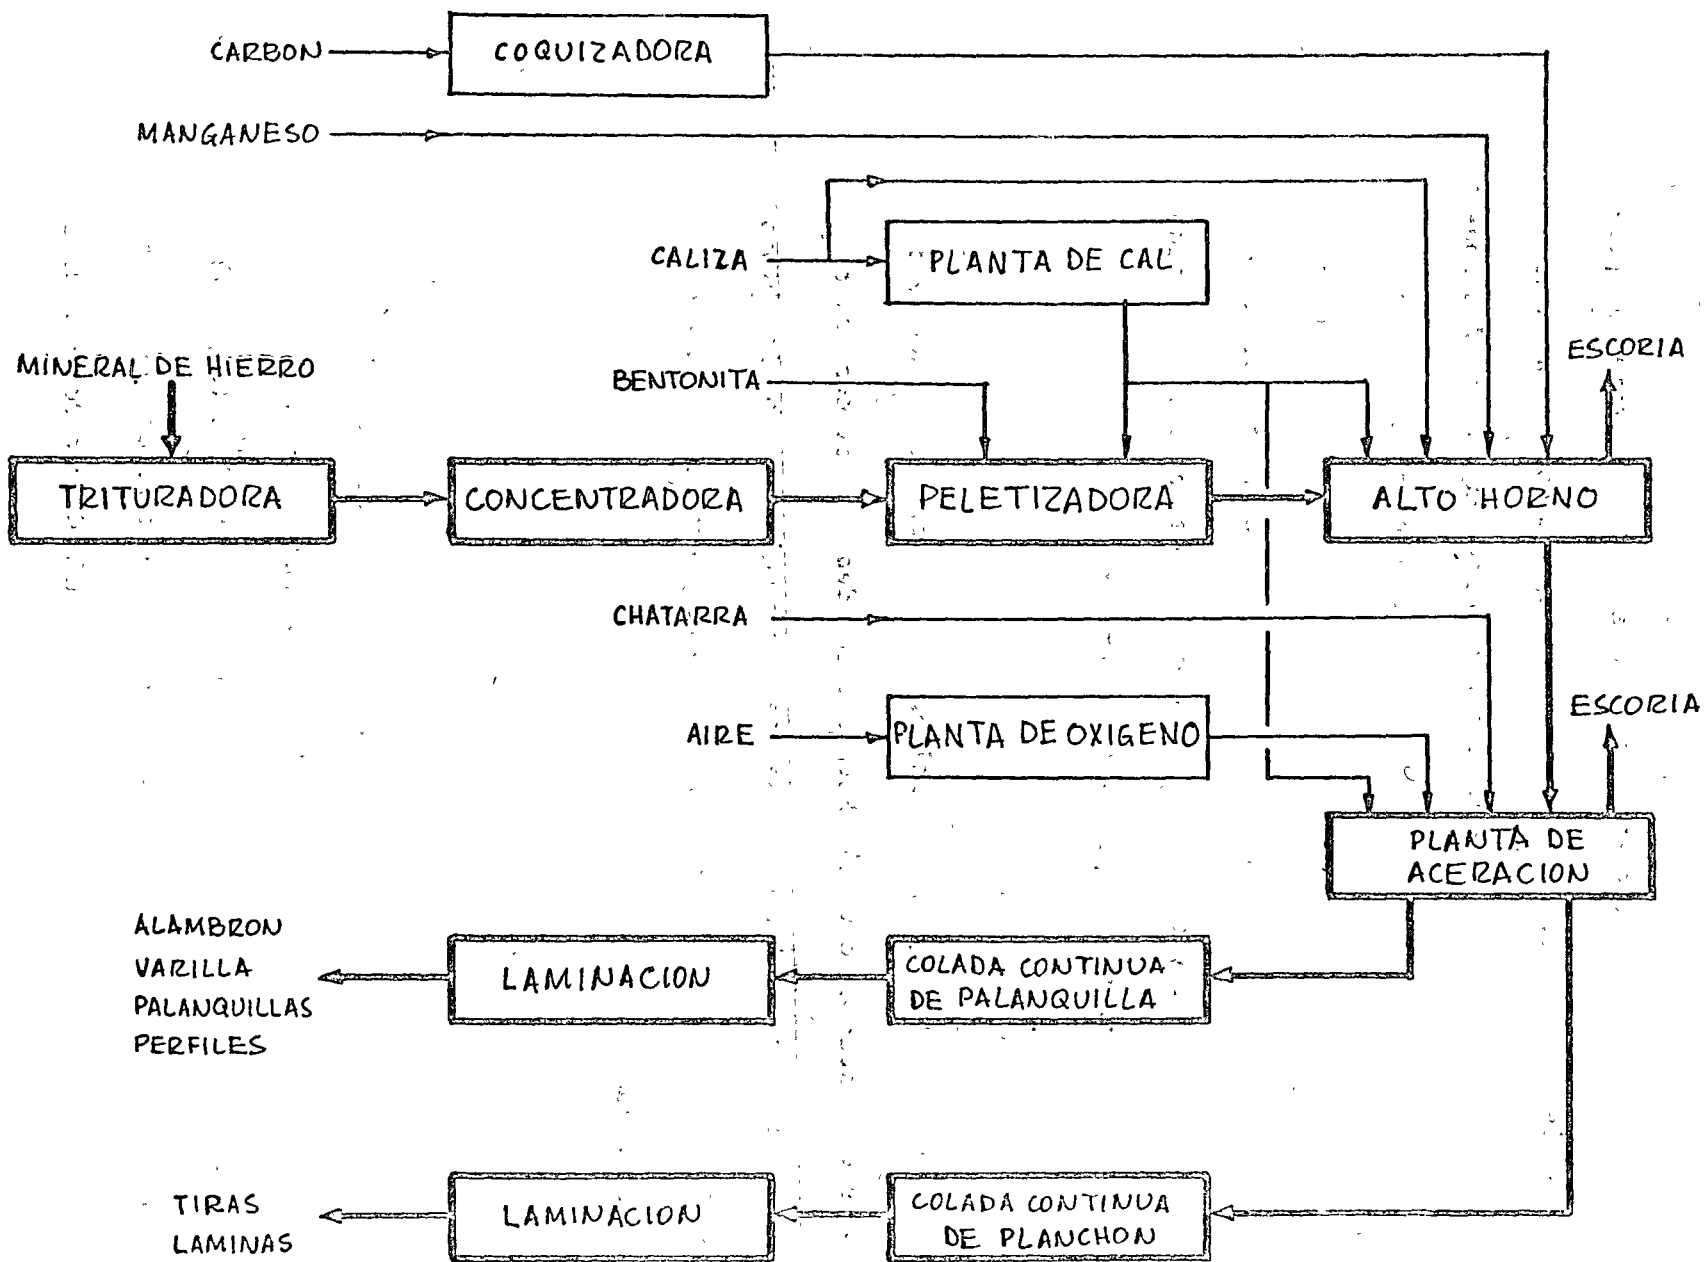 CARBON
COQUIZADORA
MANGANESO
CALIZA
PLANTA DE CAL
MINERAL DE HIERRO
BENTONITA
ESCORIA
TRITURADORA
CONCENTRADORA
PELETIZADORA
ALTO HORNO
CHATARRA
ESCORIA
AIRE
PLANTA DE OXIGENO
PLANTA DE
ACERACION
ALAMBRON
VARILLA
PALANQUILLAS
PERFILES
LAMINACION
COLADA CONTINUA
DE PALANQUILLA
TIRAS
LAMINAS
LAMINACION
COLADA CONTINUA
DE PLANCHON